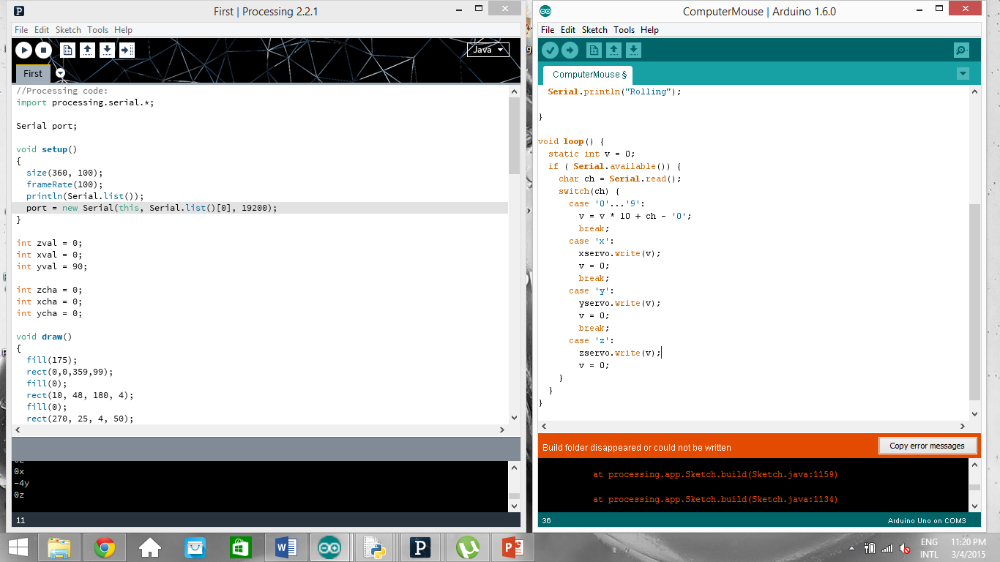 First | Processing 2.2.1
File Edit Sketch Tools Help
Java
First
//Processing code:
import processing.serial.*;
Serial port;
void setup()
{
size(360, 100);
frameRate(100);
println(Serial.list());
port = new Serial(this, Serial.list()[0], 19200);
}
int zval = 0;
int xval = 0;
int yval = 90;
int zcha = 0;
int xcha = 0;
int ycha = 0;
void draw()
{
fill(175);
rect(0,0,359,99);
fill(0);
rect(10, 48, 180, 4);
fill(0);
rect(270, 25, 4, 50);
0x
-4y
0z
11
ComputerMouse | Arduino 1.6.0
File Edit Sketch Tools Help
ComputerMouse §
Serial.println("Rolling");
}
void loop() {
static int v = 0;
if ( Serial.available()) {
char ch = Serial.read();
switch(ch) {
case '0'...'9':
v = v * 10 + ch - '0';
break;
case 'x':
xservo.write(v);
v = 0;
break;
case 'y':
yservo.write(v);
v = 0;
break;
case 'z':
zservo.write(v);
v = 0;
}
}
}
Build folder disappeared or could not be written
Copy error messages
at processing.app.Sketch.build(Sketch.java:1159)
at processing.app.Sketch.build(Sketch.java:1134)
36
Arduino Uno on COM3
ENG
INTL
11:20 PM
3/4/2015